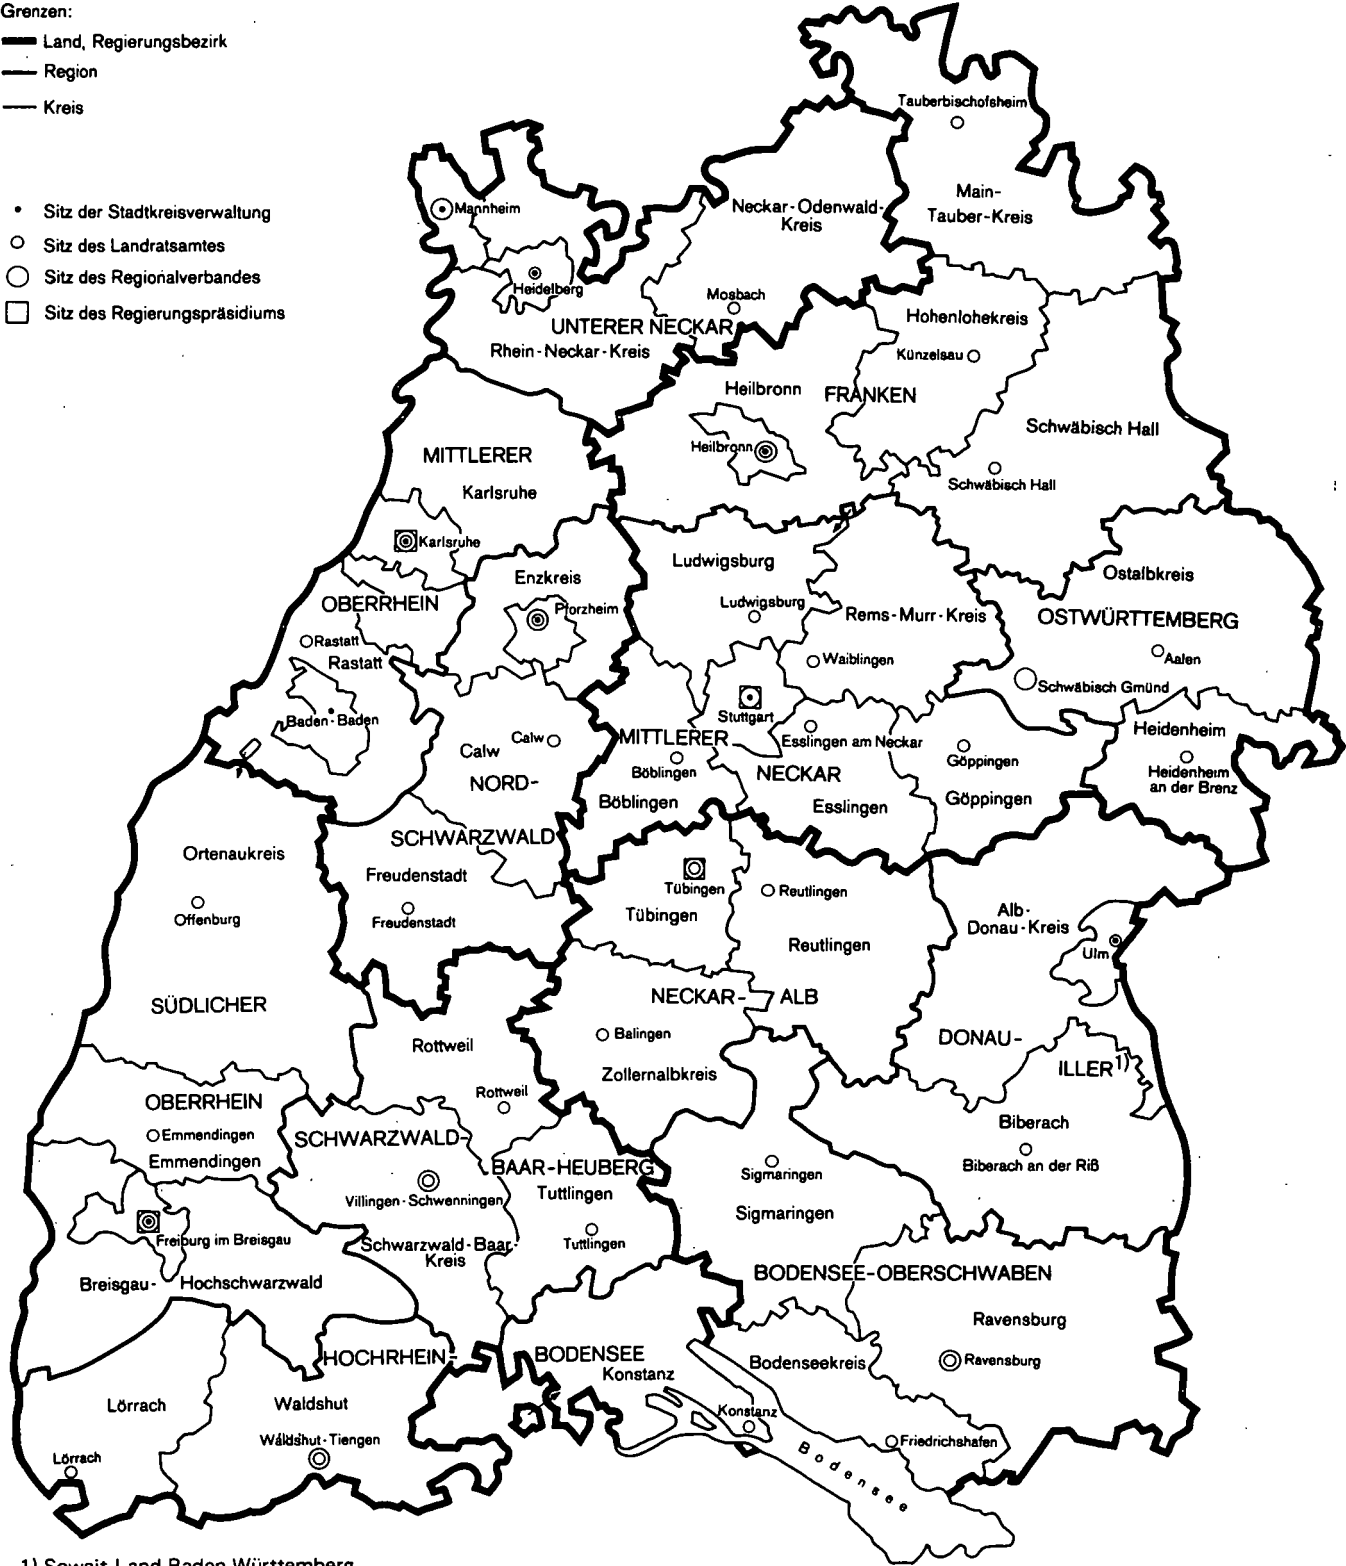 Grenzen:
Land, Regierungsbezirk
Region
Kreis
Sitz der Stadtkreisverwaltung
Sitz des Landratsamtes
Sitz des Regionalverbandes
Sitz des Regierungspräsidiums
Tauberbischofsheim
Main-
Tauber-Kreis
Mannheim
Neckar-Odenwald-
Kreis
Heidelberg
Mosbach
UNTERER NECKAR
Rhein-Neckar-Kreis
Hohenlohekreis
Künzelsau
Heilbronn
FRANKEN
Heilbronn
Schwäbisch Hall
Schwäbisch Hall
MITTLERER
Karlsruhe
Karlsruhe
OBERRHEIN
Enzkreis
Pforzheim
Rastatt
Rastatt
Baden-Baden
Ludwigsburg
Ludwigsburg
Rems-Murr-Kreis
Waiblingen
Ostalbkreis
OSTWÜRTTEMBERG
Aalen
Schwäbisch Gmünd
Stuttgart
Calw
Calw
NORD-
SCHWARZWALD
MITTLERER
Böblingen
Böblingen
NECKAR
Esslingen am Neckar
Esslingen
Göppingen
Göppingen
Heidenheim
Heidenheim
an der Brenz
Ortenaukreis
Offenburg
Freudenstadt
Freudenstadt
Tübingen
Tübingen
Reutlingen
Reutlingen
Alb-
Donau-Kreis
Ulm
SÜDLICHER
NECKAR-
ALB
Balingen
Zollernalbkreis
DONAU-
ILLER1)
Rottweil
Rottweil
OBERRHEIN
Emmendingen
Emmendingen
SCHWARZWALD-
BAAR-HEUBERG
Villingen-Schwenningen
Tuttlingen
Tuttlingen
Schwarzwald-Baar-
Kreis
Biberach
Biberach an der Riß
Sigmaringen
Sigmaringen
Freiburg im Breisgau
Breisgau-
Hochschwarzwald
BODENSEE-OBERSCHWABEN
Ravensburg
Ravensburg
HOCHRHEIN-
BODENSEE
Konstanz
Bodenseekreis
Lörrach
Waldshut
Waldshut-Tiengen
Lörrach
Konstanz
Friedrichshafen
Bodensee
1) Soweit Land Baden-Württemberg